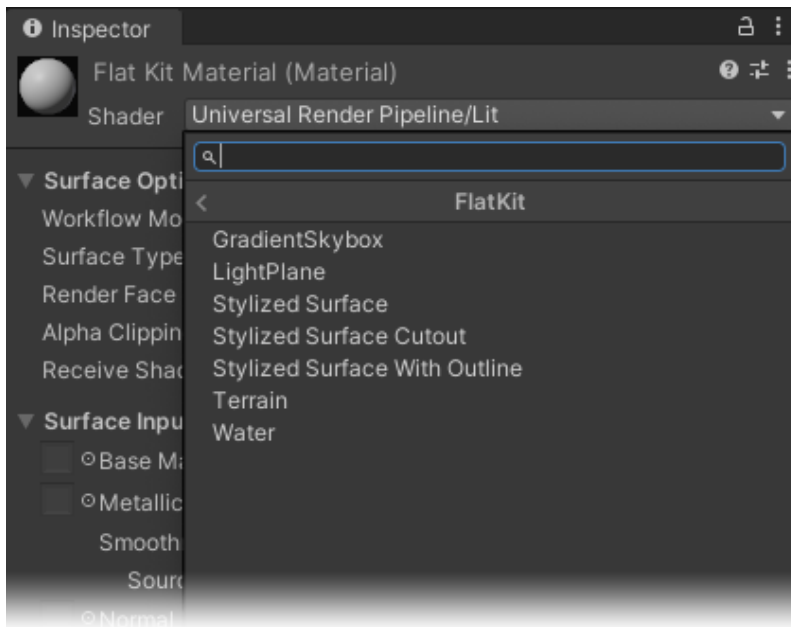 Inspector
Flat Kit Material (Material)
Shader Universal Render Pipeline/Lit
FlatKit
GradientSkybox
LightPlane
Stylized Surface
Stylized Surface Cutout
Stylized Surface With Outline
Terrain
Water
Surface Opti
Workflow Mo
Surface Type
Render Face
Alpha Clippin
Receive Shad
Surface Inpu
Base Ma
Metallic
Smooth
Sourc
Normal